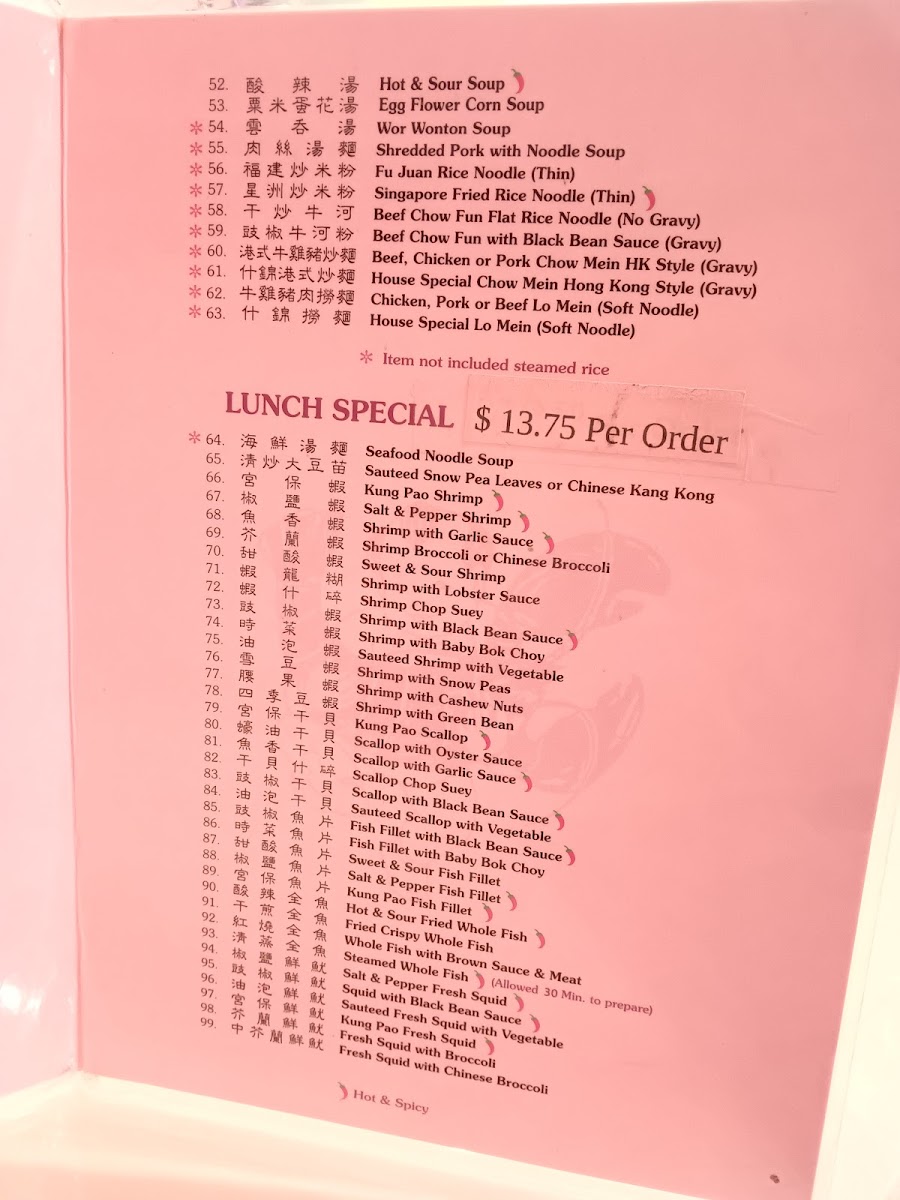 52. 酸辣湯 Hot & Sour Soup
53. 粟米蛋花湯 Egg Flower Corn Soup
* 54. 雲吞湯 Wor Wonton Soup
* 55. 肉絲湯麵 Shredded Pork with Noodle Soup
* 56. 福建炒米粉 Fu Juan Rice Noodle (Thin)
* 57. 星洲炒米粉 Singapore Fried Rice Noodle (Thin)
* 58. 干炒牛河 Beef Chow Fun Flat Rice Noodle (No Gravy)
* 59. 豉椒牛河粉 Beef Chow Fun with Black Bean Sauce (Gravy)
* 60. 港式牛雞豬炒麵 Beef, Chicken or Pork Chow Mein HK Style (Gravy)
* 61. 什錦港式炒麵 House Special Chow Mein Hong Kong Style (Gravy)
* 62. 牛雞豬肉撈麵 Chicken, Pork or Beef Lo Mein (Soft Noodle)
* 63. 什錦撈麵 House Special Lo Mein (Soft Noodle)
* Item not included steamed rice
LUNCH SPECIAL $ 13.75 Per Order
* 64. 海鮮湯麵 Seafood Noodle Soup
65. 清炒大豆苗 Sauteed Snow Pea Leaves or Chinese Kang Kong
66. 宮保蝦 Kung Pao Shrimp
67. 椒鹽蝦 Salt & Pepper Shrimp
68. 魚香蝦 Shrimp with Garlic Sauce
69. 芥蘭蝦 Shrimp Broccoli or Chinese Broccoli
70. 甜酸蝦 Sweet & Sour Shrimp
71. 蝦龍糊 Shrimp with Lobster Sauce
72. 蝦什碎 Shrimp Chop Suey
73. 豉椒蝦 Shrimp with Black Bean Sauce
74. 時菜蝦 Shrimp with Baby Bok Choy
75. 油泡蝦 Sauteed Shrimp with Vegetable
76. 雪豆蝦 Shrimp with Snow Peas
77. 腰果蝦 Shrimp with Cashew Nuts
78. 四季豆蝦 Shrimp with Green Bean
79. 宮保干貝 Kung Pao Scallop
80. 蠔油干貝 Scallop with Oyster Sauce
81. 魚香干貝 Scallop with Garlic Sauce
82. 干貝什碎 Scallop Chop Suey
83. 豉椒干貝 Scallop with Black Bean Sauce
84. 油泡干貝 Sauteed Scallop with Vegetable
85. 豉椒魚片 Fish Fillet with Black Bean Sauce
86. 時菜魚片 Fish Fillet with Baby Bok Choy
87. 甜酸魚片 Sweet & Sour Fish Fillet
88. 椒鹽魚片 Salt & Pepper Fish Fillet
89. 宮保魚片 Kung Pao Fish Fillet
90. 酸辣全魚 Hot & Sour Fried Whole Fish
91. 干煎全魚 Fried Crispy Whole Fish
92. 紅燒全魚 Whole Fish with Brown Sauce & Meat
93. 清蒸全魚 Steamed Whole Fish (Allowed 30 Min. to prepare)
94. 椒鹽鮮魷 Salt & Pepper Fresh Squid
95. 豉椒鮮魷 Squid with Black Bean Sauce
96. 油泡鮮魷 Sauteed Fresh Squid with Vegetable
97. 宮保鮮魷 Kung Pao Fresh Squid
98. 芥蘭鮮魷 Fresh Squid with Broccoli
99. 中芥蘭鮮魷 Fresh Squid with Chinese Broccoli
Hot & Spicy